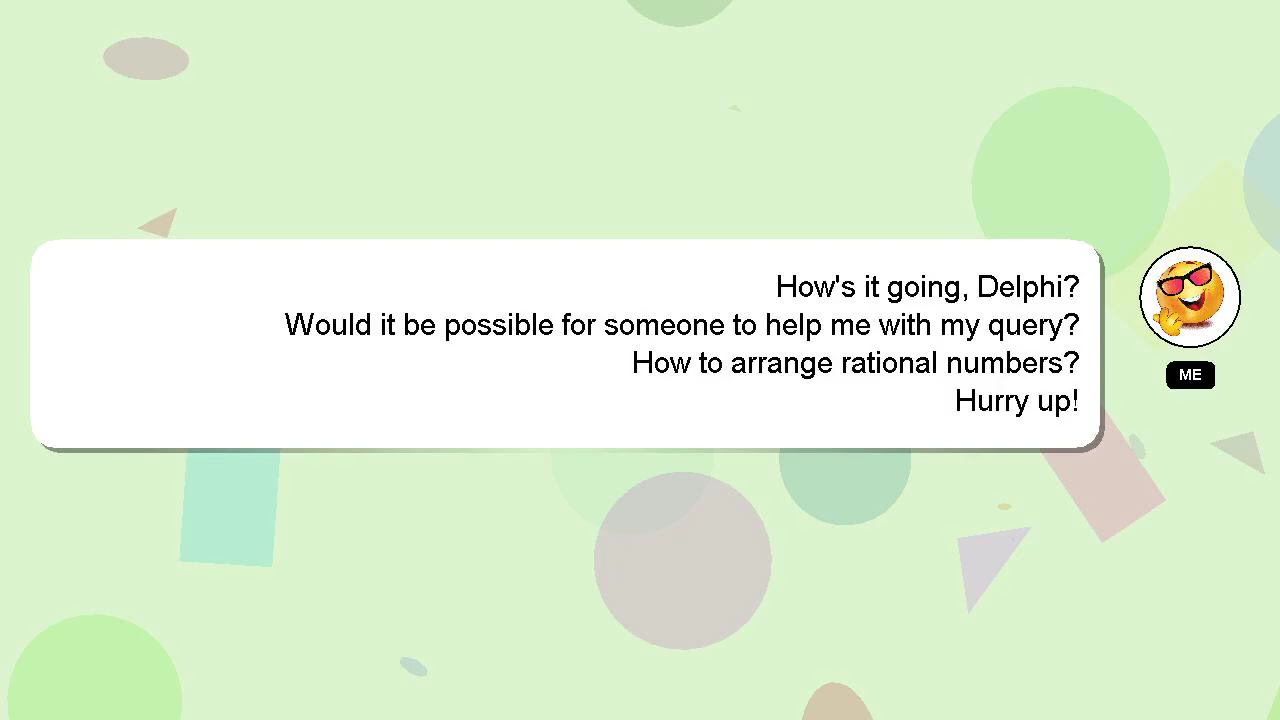 How's it going, Delphi?
Would it be possible for someone to help me with my query?
How to arrange rational numbers?
Hurry up!
ME